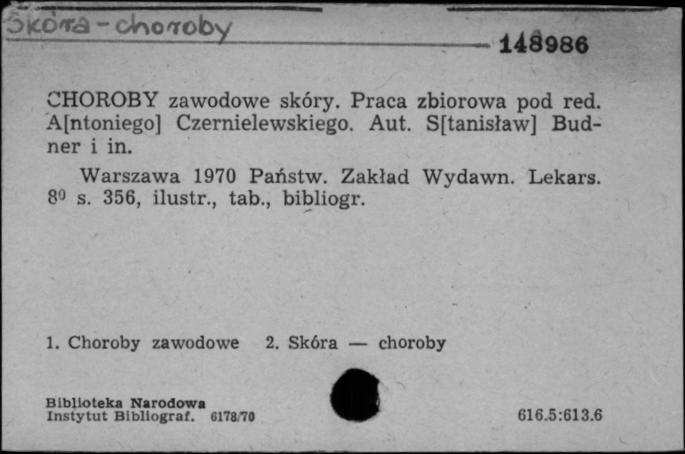 Skóra - choroby
148986
CHOROBY zawodowe skóry. Praca zbiorowa pod red.
A[ntoniego] Czernielewskiego. Aut. S[tanisław] Bud-
ner i in.
Warszawa 1970 Państw. Zakład Wydawn. Lekars.
8⁰ s. 356, ilustr., tab., bibliogr.
1. Choroby zawodowe 2. Skóra — choroby
Biblioteka Narodowa
Instytut Bibliograf. 6178/70
616.5:613.6